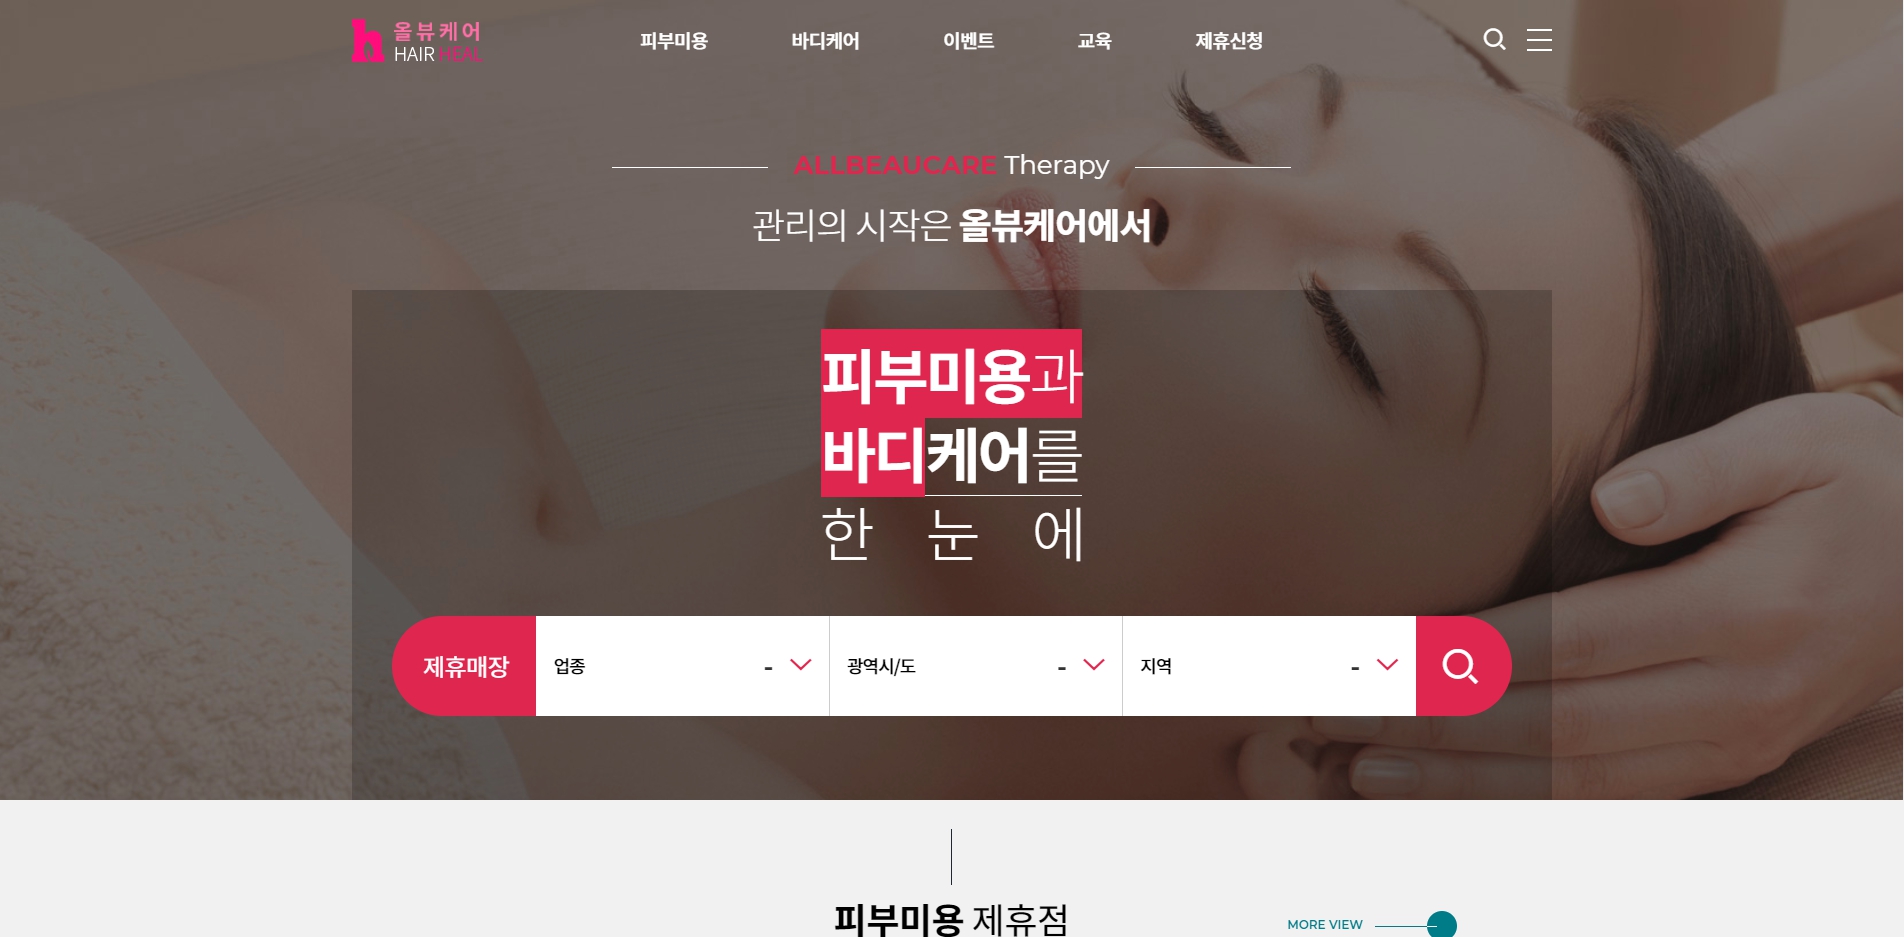 올뷰케어
HAIR HEAL
피부미용 바디케어 이벤트 교육 제휴신청
ALLBEAUCARE Therapy
관리의 시작은 올뷰케어에서
피부미용과
바디케어를
한 눈 에
제휴매장 업종 - 광역시/도 - 지역 -
피부미용 제휴점
MORE VIEW